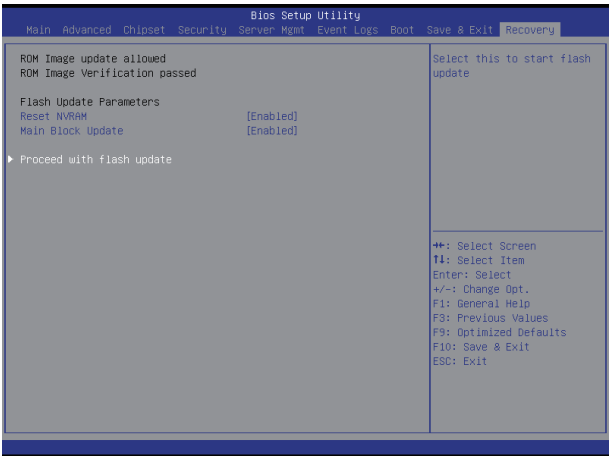 Bios Setup Utility
Main Advanced Chipset Security Server Mgmt Event Logs Boot Save & Exit Recovery
ROM Image update allowed
ROM Image Verification passed
Flash Update Parameters
Reset NVRAM [Enabled]
Main Block Update [Enabled]
Proceed with flash update
Select this to start flash
update
→←: Select Screen
↑↓: Select Item
Enter: Select
+/-: Change Opt.
F1: General Help
F3: Previous Values
F9: Optimized Defaults
F10: Save & Exit
ESC: Exit